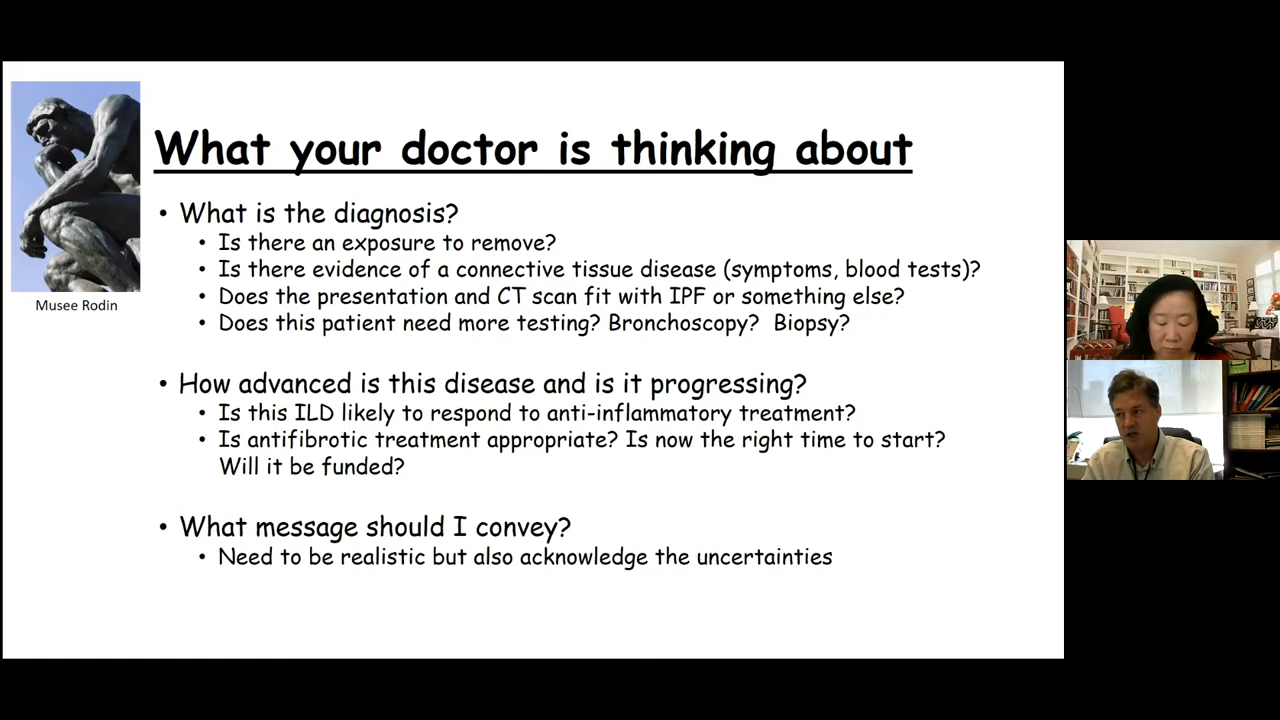 What your doctor is thinking about
Musee Rodin
• What is the diagnosis?
• Is there an exposure to remove?
• Is there evidence of a connective tissue disease (symptoms, blood tests)?
• Does the presentation and CT scan fit with IPF or something else?
• Does this patient need more testing? Bronchoscopy? Biopsy?
• How advanced is this disease and is it progressing?
• Is this ILD likely to respond to anti-inflammatory treatment?
• Is antifibrotic treatment appropriate? Is now the right time to start?
Will it be funded?
• What message should I convey?
• Need to be realistic but also acknowledge the uncertainties